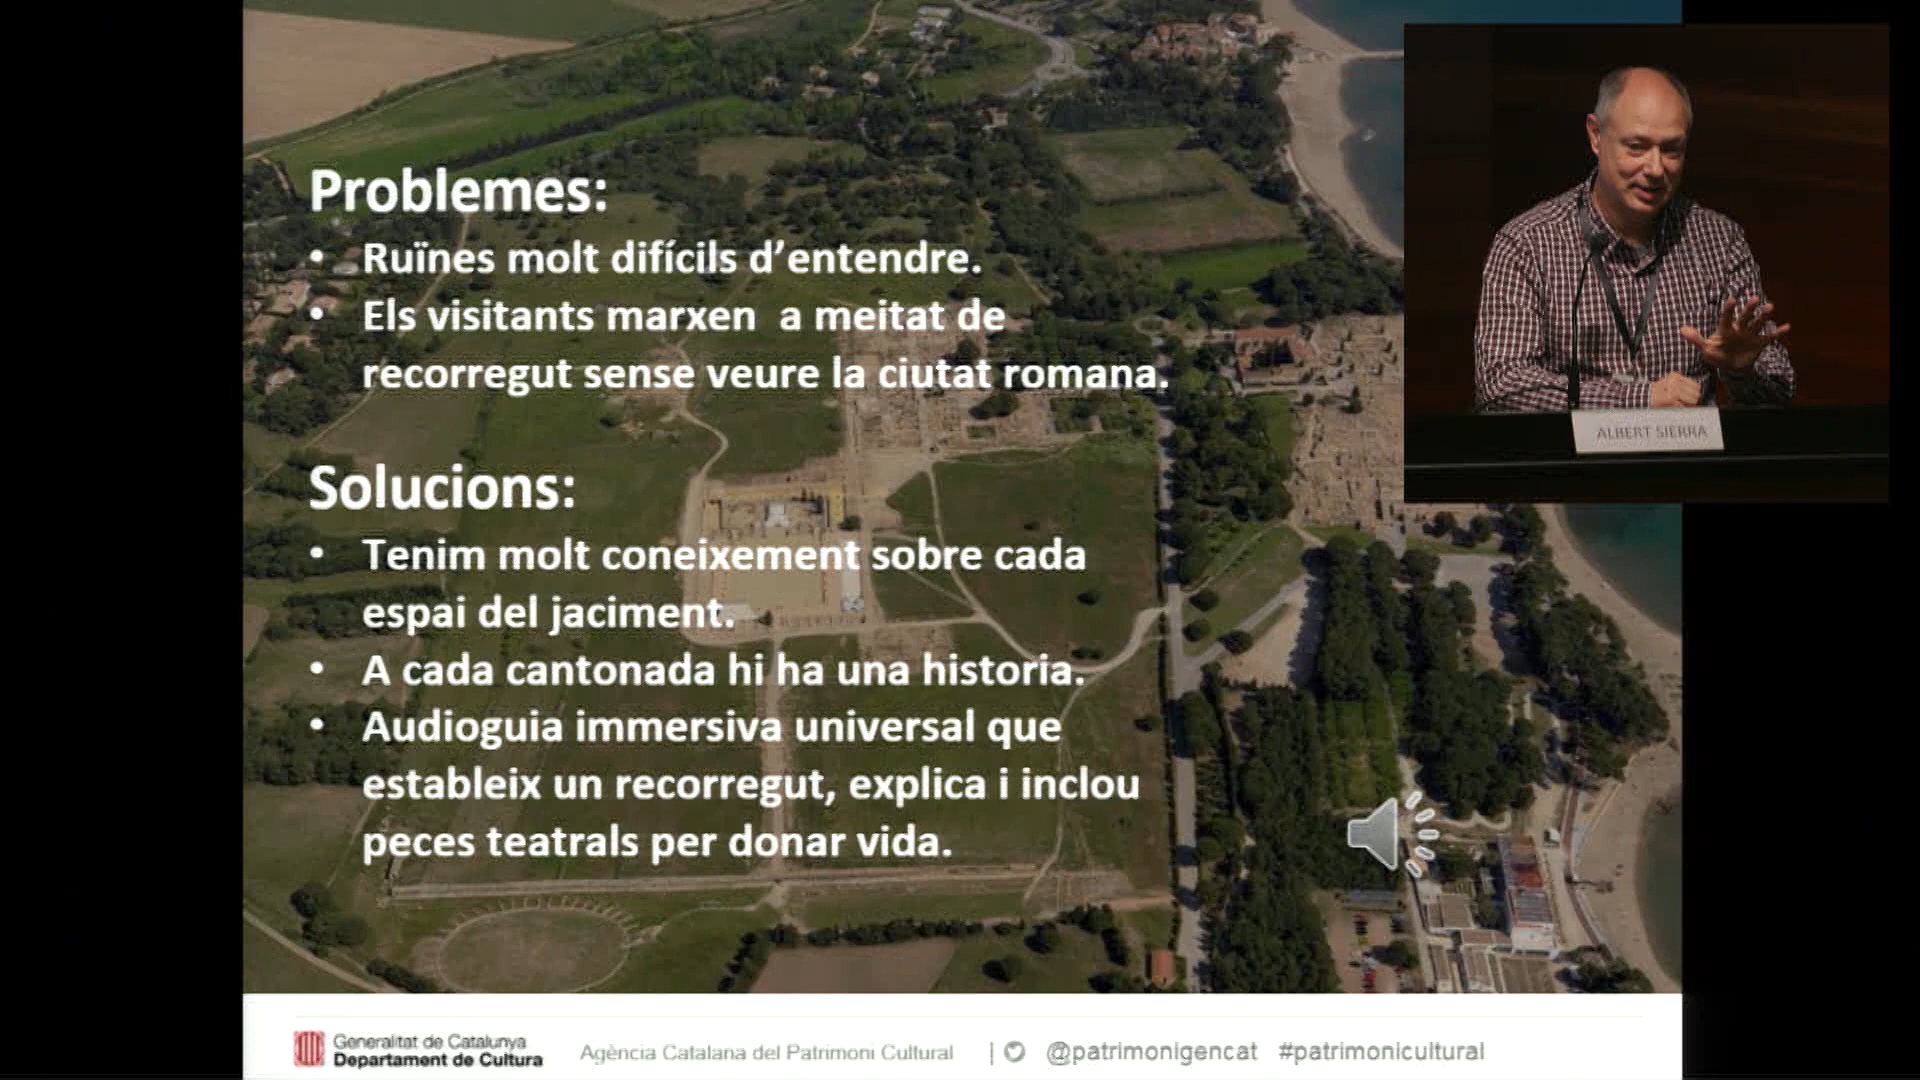 Problemes:
• Ruïnes molt difícils d’entendre.
• Els visitants marxen a meitat de
recorregut sense veure la ciutat romana.
Solucions:
• Tenim molt coneixement sobre cada
espai del jaciment.
• A cada cantonada hi ha una historia.
• Audioguia immersiva universal que
estableix un recorregut, explica i inclou
peces teatrals per donar vida.
ALBERT SIERRA
Generalitat de Catalunya
Departament de Cultura
Agència Catalana del Patrimoni Cultural | @patrimonigencat #patrimonicultural